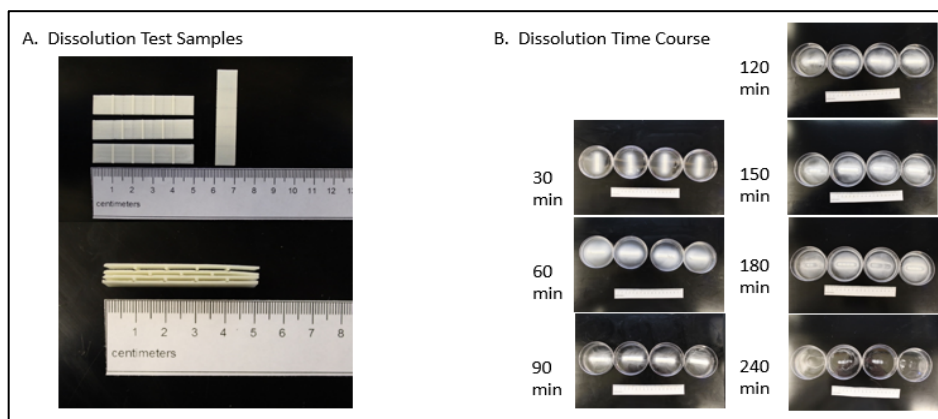 A. Dissolution Test Samples
1 2 3 4 5 6 7 8 9 10 11 12 13
centimeters
1 2 3 4 5 6 7 8
centimeters
B. Dissolution Time Course
30
min
60
min
90
min
120
min
150
min
180
min
240
min